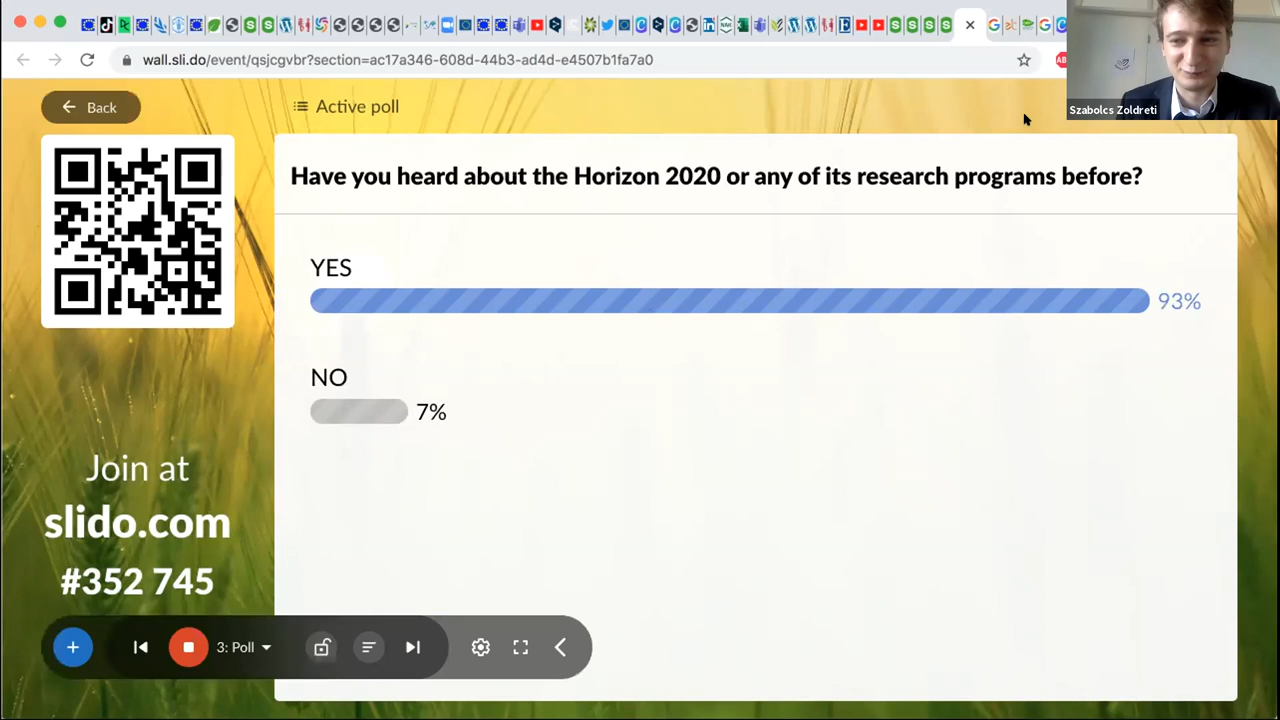 wall.sli.do/event/qsjcgvbr?section=ac17a346-608d-44b3-ad4d-e4507b1fa7a0
Szabolcs Zoldreti
Back
Active poll
Have you heard about the Horizon 2020 or any of its research programs before?
YES
93%
NO
7%
Join at
slido.com
#352 745
3: Poll